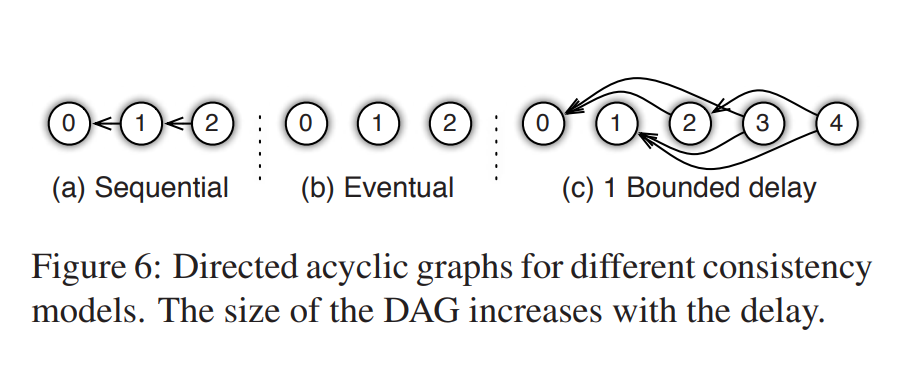 0 1 2 0 1 2 0 1 2 3 4
(a) Sequential (b) Eventual (c) 1 Bounded delay
Figure 6: Directed acyclic graphs for different consistency
models. The size of the DAG increases with the delay.